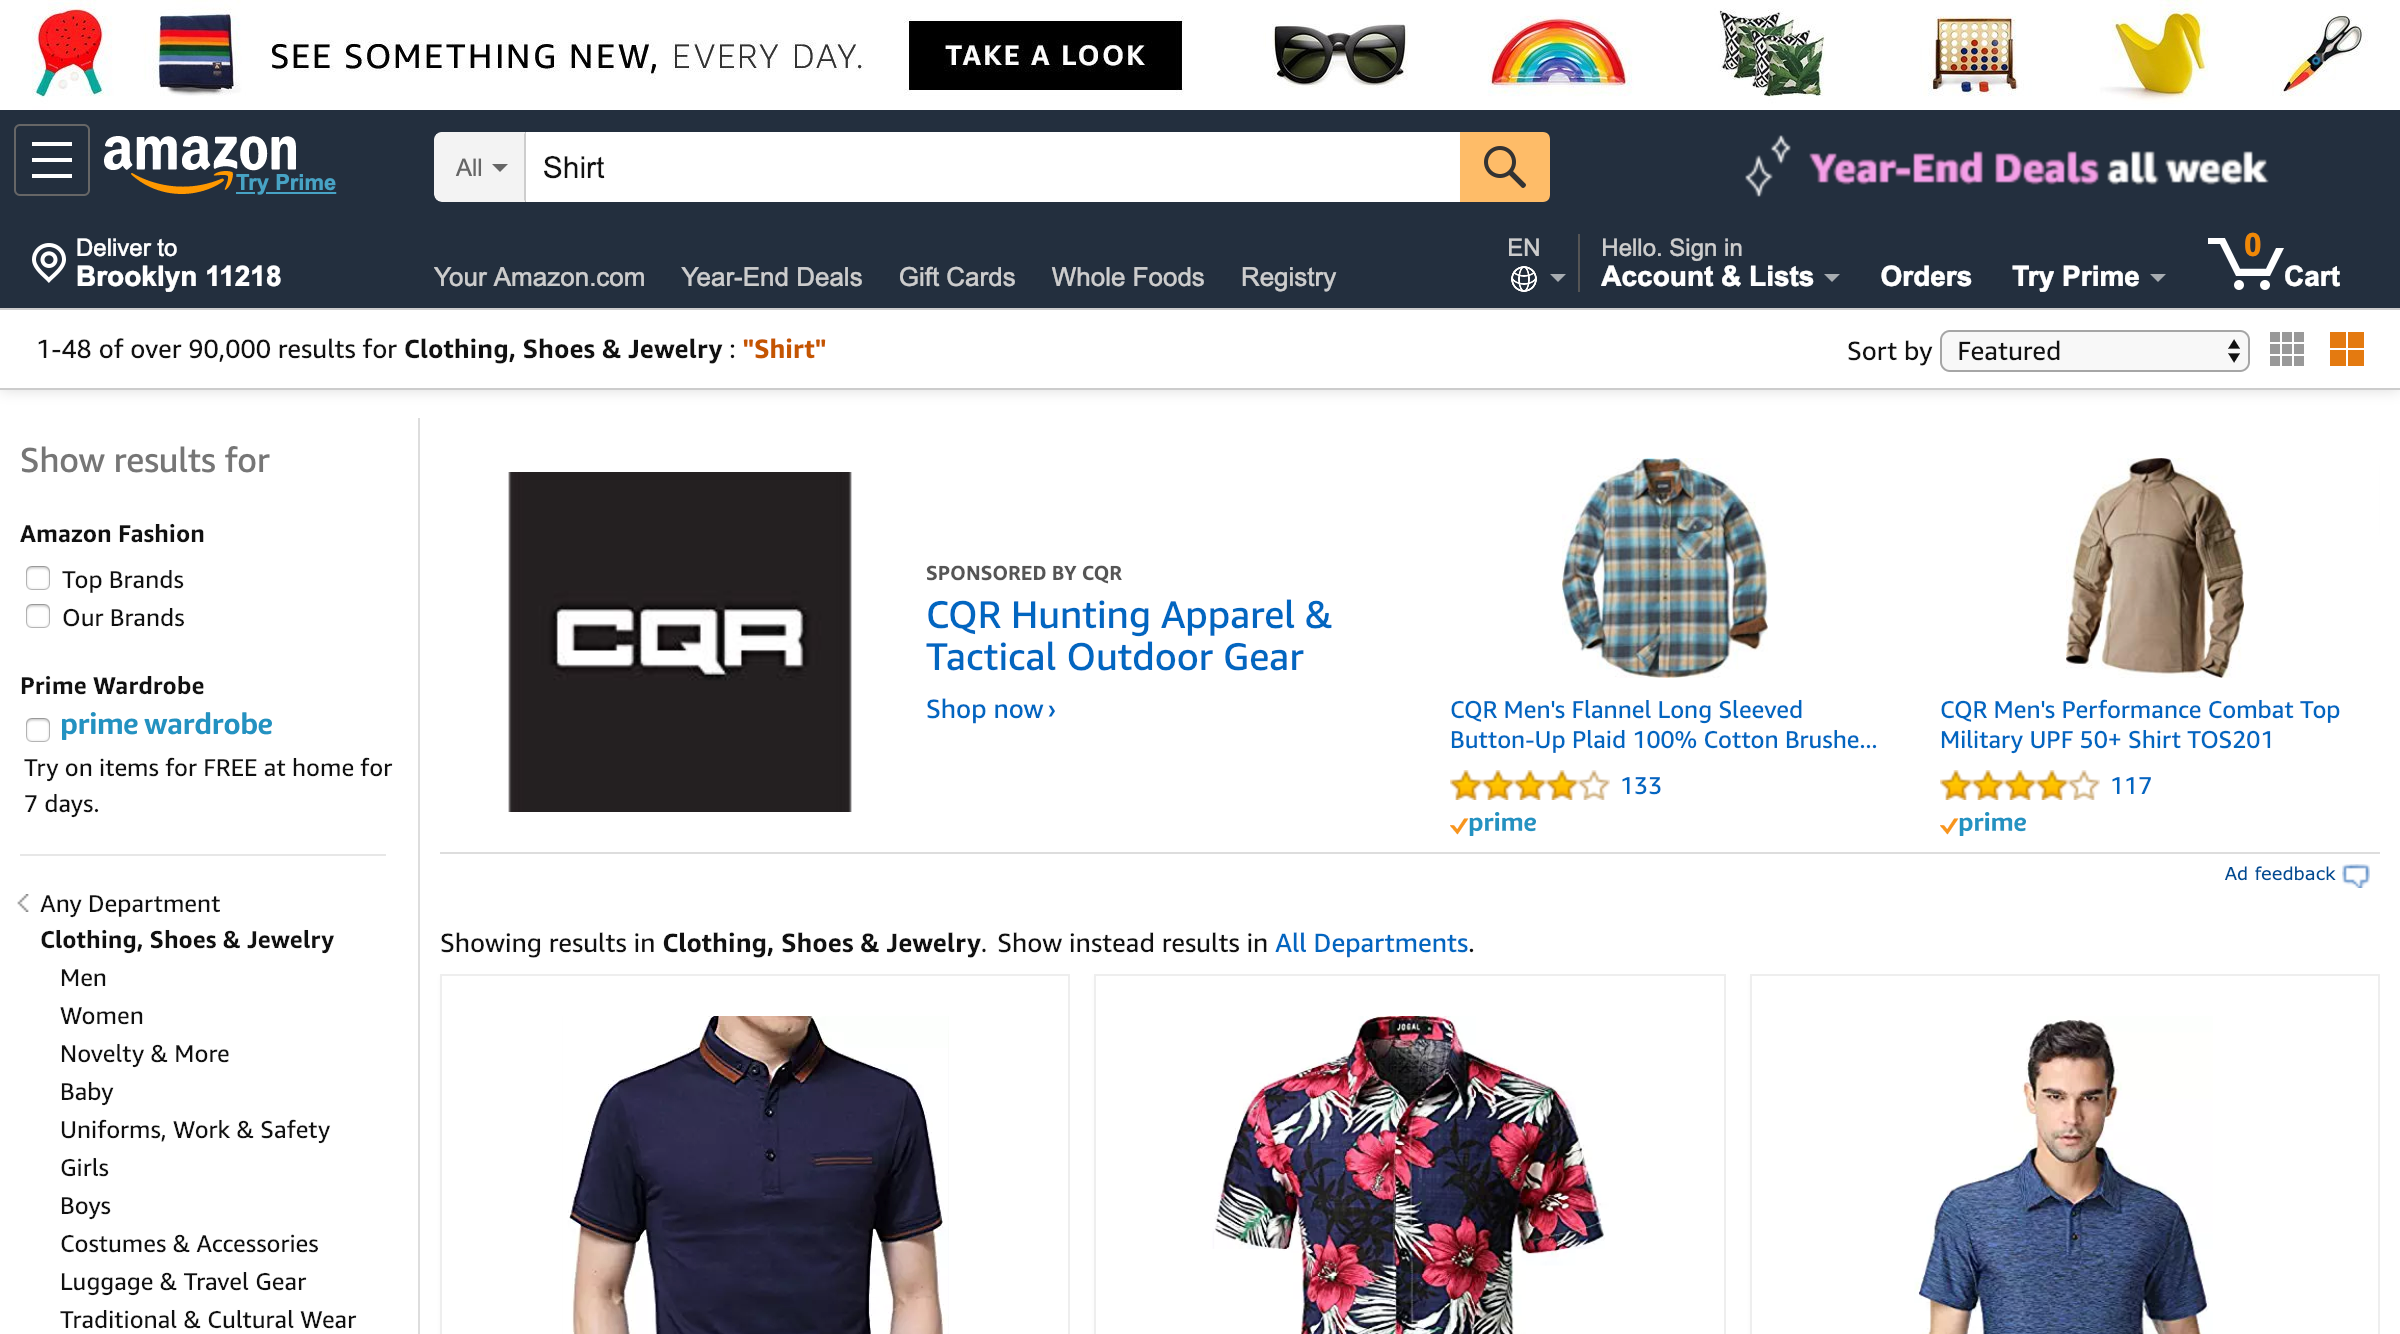 SEE SOMETHING NEW, EVERY DAY.
TAKE A LOOK
amazon
Try Prime
All
Shirt
Year-End Deals all week
Deliver to
Brooklyn 11218
Your Amazon.com Year-End Deals Gift Cards Whole Foods Registry
EN
Hello. Sign in
Account & Lists
Orders
Try Prime
0
Cart
1-48 of over 90,000 results for Clothing, Shoes & Jewelry : "Shirt"
Sort by Featured
Show results for
Amazon Fashion
Top Brands
Our Brands
Prime Wardrobe
prime wardrobe
Try on items for FREE at home for
7 days.
Any Department
Clothing, Shoes & Jewelry
Men
Women
Novelty & More
Baby
Uniforms, Work & Safety
Girls
Boys
Costumes & Accessories
Luggage & Travel Gear
Traditional & Cultural Wear
CQR
SPONSORED BY CQR
CQR Hunting Apparel &
Tactical Outdoor Gear
Shop now ›
CQR Men's Flannel Long Sleeved
Button-Up Plaid 100% Cotton Brushe...
133
prime
CQR Men's Performance Combat Top
Military UPF 50+ Shirt TOS201
117
prime
Ad feedback
Showing results in Clothing, Shoes & Jewelry. Show instead results in All Departments.
JOGAL